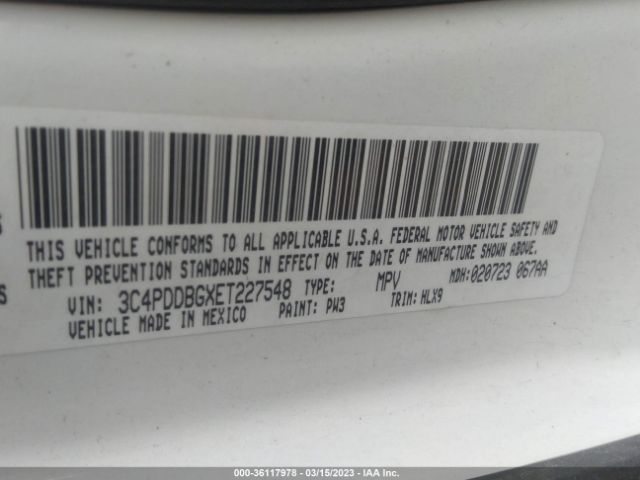 THIS VEHICLE CONFORMS TO ALL APPLICABLE U.S.A. FEDERAL MOTOR VEHICLE SAFETY AND
THEFT PREVENTION STANDARDS IN EFFECT ON THE DATE OF MANUFACTURE SHOWN ABOVE.
VIN: 3C4PDDBGXET227548 TYPE: MPV MDH:020723 067AA
VEHICLE MADE IN MEXICO PAINT: PW3 TRIM:HLX9
000-36117978 - 03/15/2023 - IAA Inc.